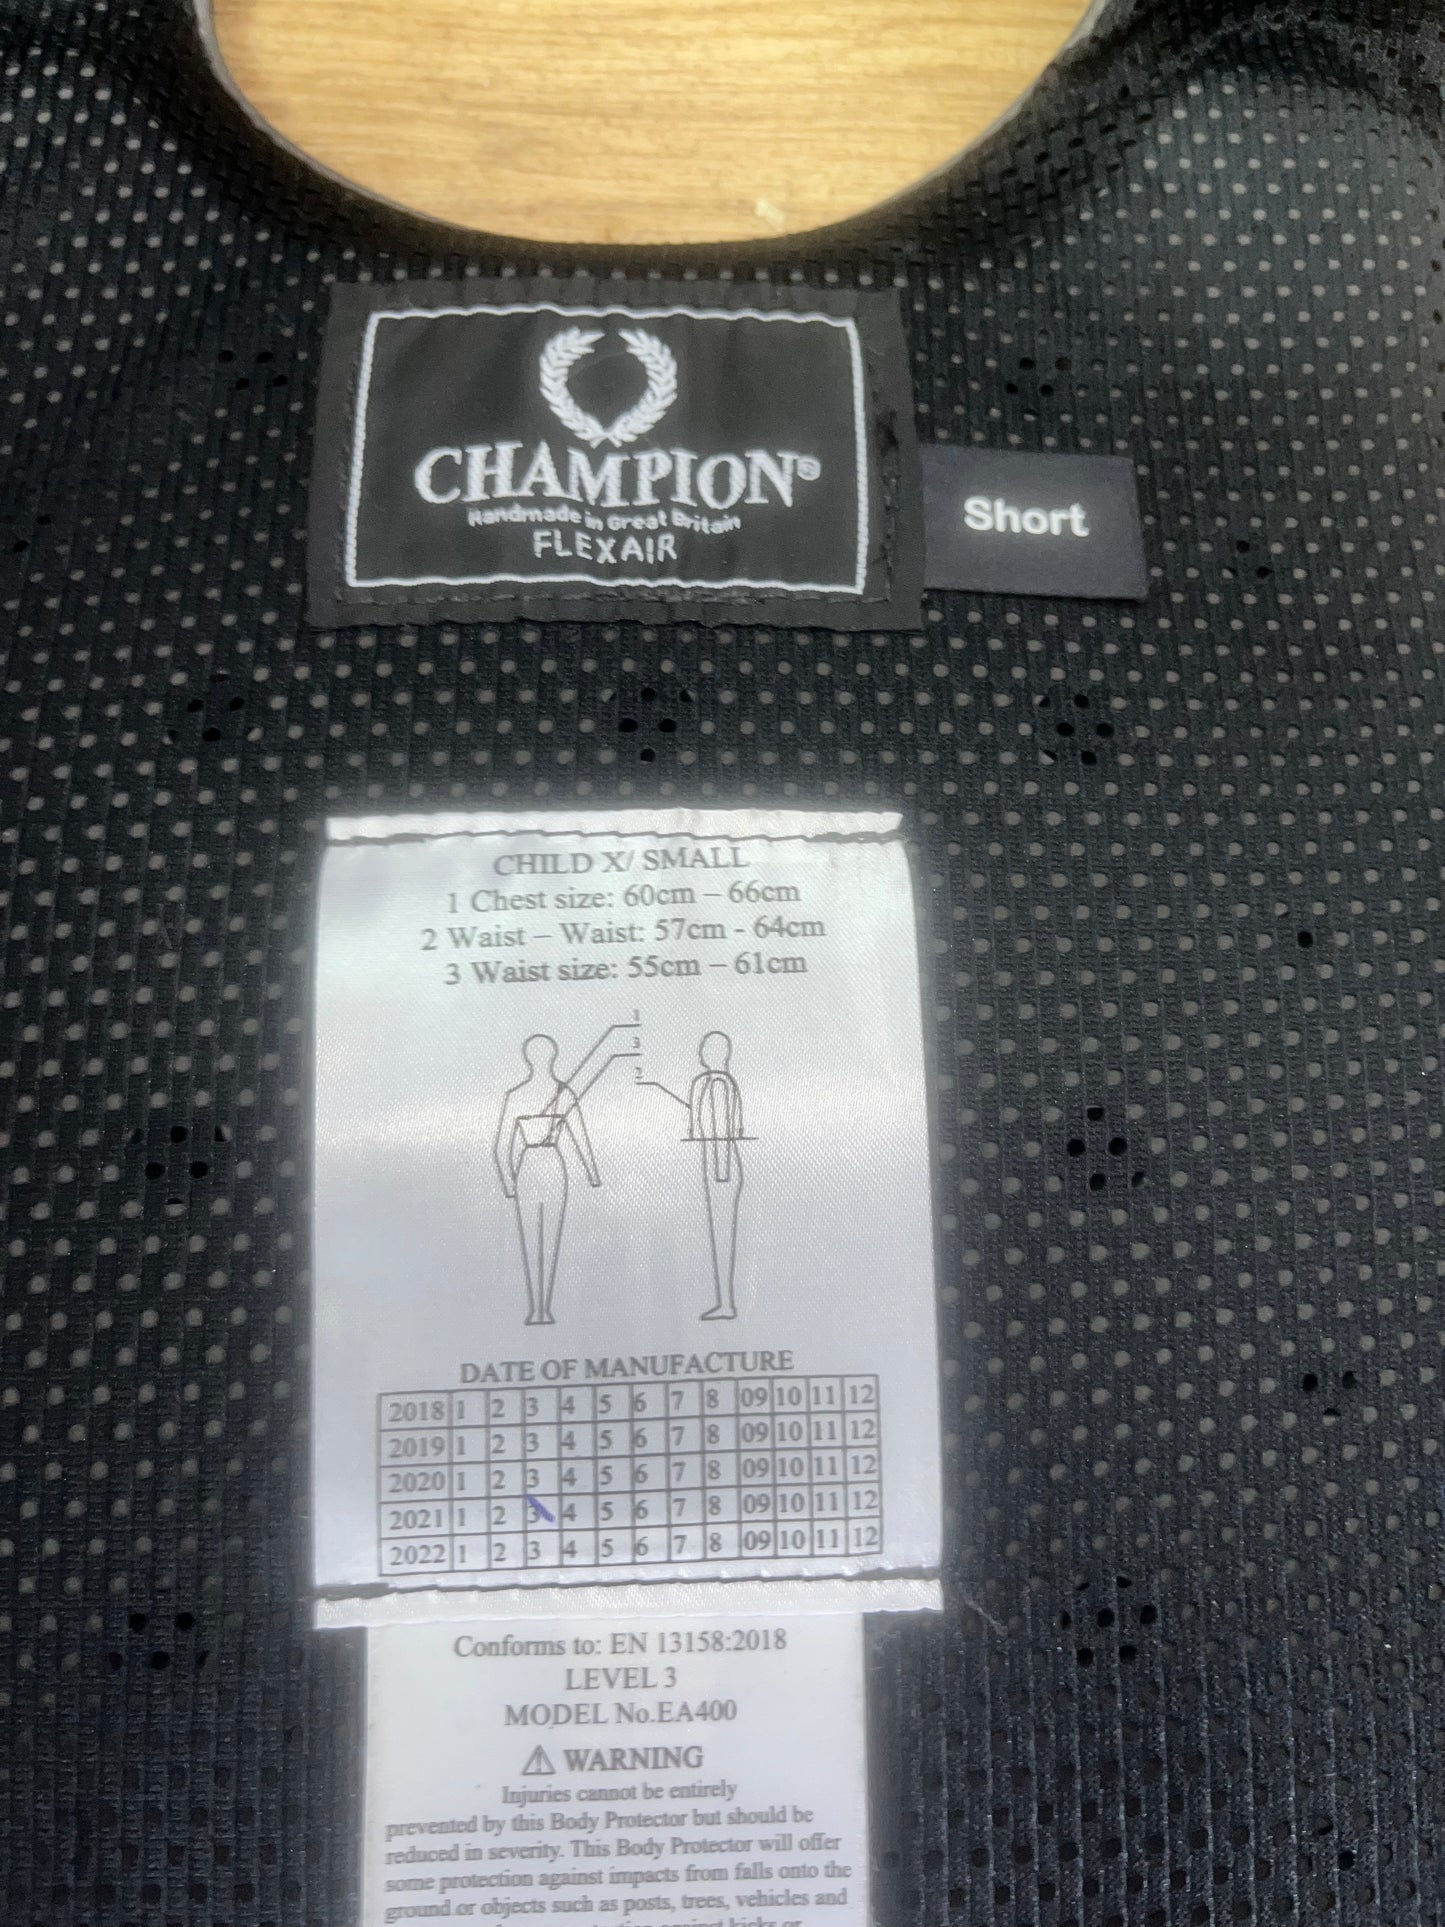 CHAMPION®
Handmade in Great Britain
FLEXAIR
Short
CHILD X/ SMALL
1 Chest size: 60cm – 66cm
2 Waist – Waist: 57cm - 64cm
3 Waist size: 55cm – 61cm
1
3
2
DATE OF MANUFACTURE
2018 1 2 3 4 5 6 7 8 09 10 11 12
2019 1 2 3 4 5 6 7 8 09 10 11 12
2020 1 2 3 4 5 6 7 8 09 10 11 12
2021 1 2 3 4 5 6 7 8 09 10 11 12
2022 1 2 3 4 5 6 7 8 09 10 11 12
Conforms to: EN 13158:2018
LEVEL 3
MODEL No.EA400
⚠ WARNING
Injuries cannot be entirely
prevented by this Body Protector but should be
reduced in severity. This Body Protector will offer
some protection against impacts from falls onto the
ground or objects such as posts, trees, vehicles and
against kicks or